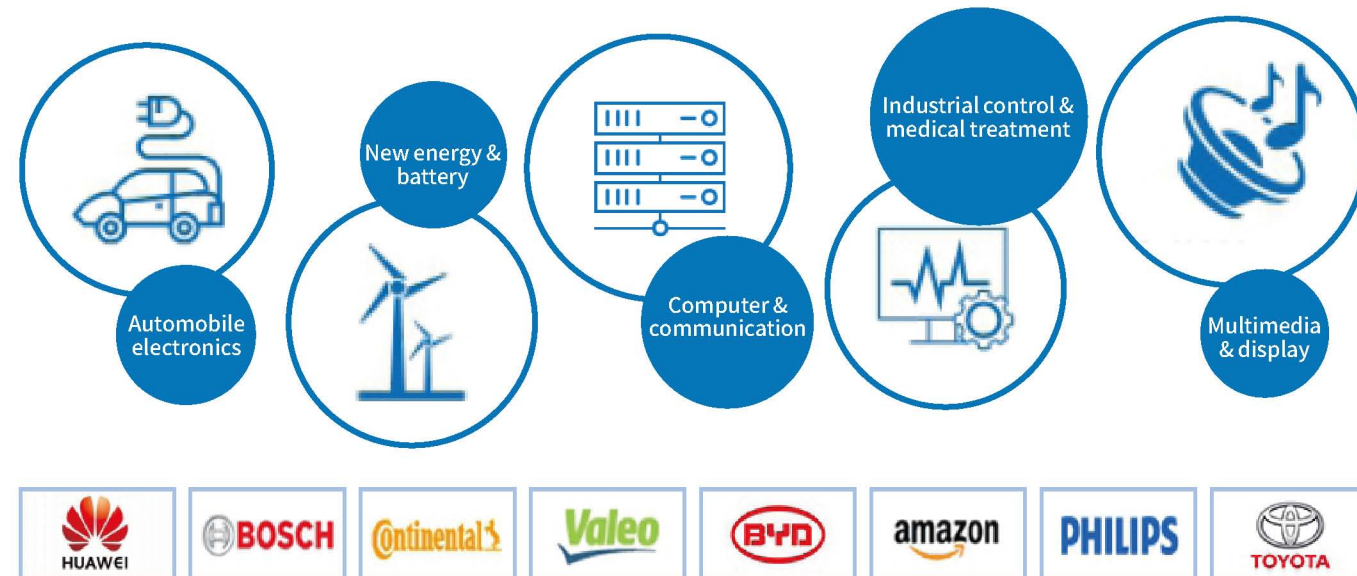 Automobile
electronics
New energy &
battery
Computer &
communication
Industrial control &
medical treatment
Multimedia
& display
HUAWEI
BOSCH
Continental
Valeo
BYD
amazon
PHILIPS
TOYOTA